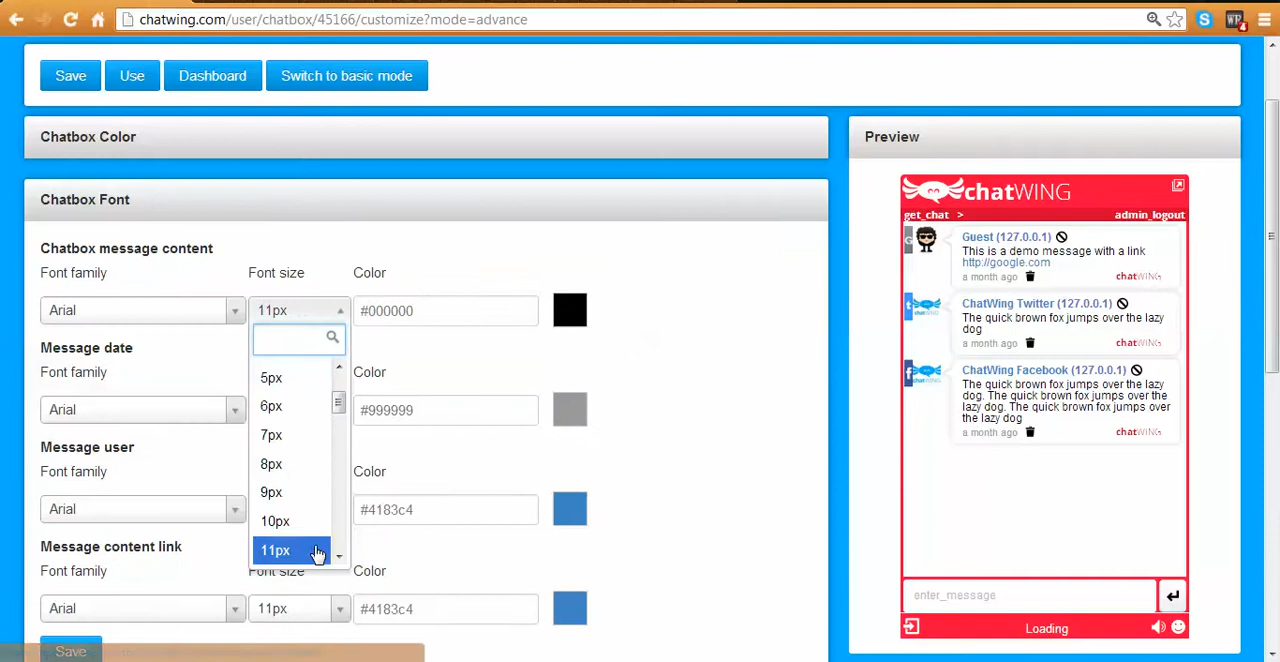 chatwing.com/user/chatbox/45166/customize?mode=advance
S
WP
4
Save Use Dashboard Switch to basic mode
Chatbox Color
Chatbox Font
Chatbox message content
Font family Font size Color
Arial 11px #000000
Message date
Font family Color
Arial #999999
Message user
Font family Color
Arial #4183c4
Message content link
Font family Font size Color
Arial 11px #4183c4
Save
5px
6px
7px
8px
9px
10px
11px
Preview
chatWING
get_chat > admin_logout
G
Guest (127.0.0.1)
This is a demo message with a link
http://google.com
a month ago chatWING
t
ChatWing Twitter (127.0.0.1)
The quick brown fox jumps over the lazy
dog
a month ago chatWING
f
ChatWing Facebook (127.0.0.1)
The quick brown fox jumps over the lazy
dog. The quick brown fox jumps over the
lazy dog. The quick brown fox jumps over
the lazy dog
a month ago chatWING
enter_message
Loading